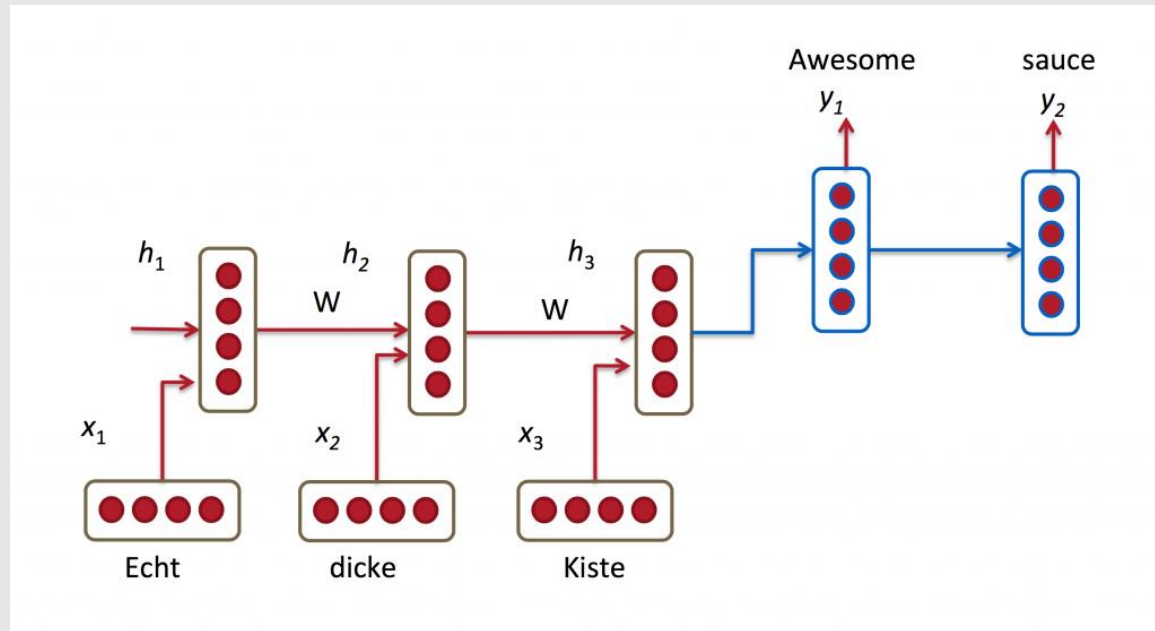 Awesome sauce
y1 y2
h1 h2 h3
W W
x1 x2 x3
Echt dicke Kiste